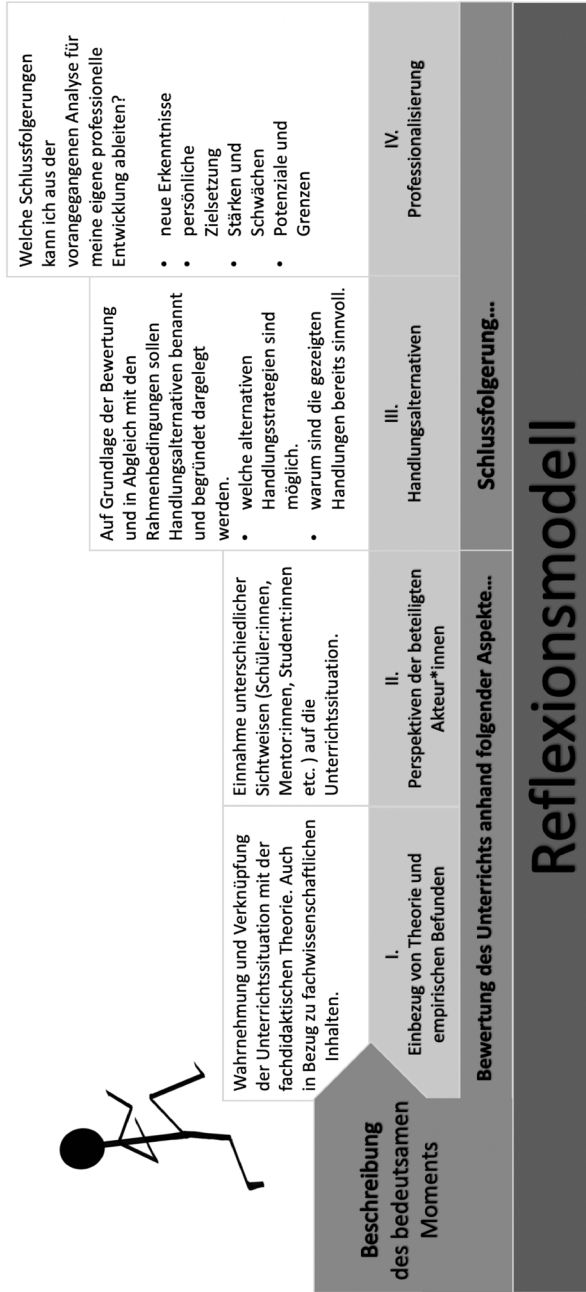 Beschreibung
des bedeutsamen
Moments
Wahrnehmung und Verknüpfung
der Unterrichtssituation mit der
fachdidaktischen Theorie. Auch
in Bezug zu fachwissenschaftlichen
Inhalten.
I.
Einbezug von Theorie und
empirischen Befunden
Einnahme unterschiedlicher
Sichtweisen (Schüler:innen,
Mentor:innen, Student:innen
etc. ) auf die
Unterrichtssituation.
II.
Perspektiven der beteiligten
Akteur*innen
Bewertung des Unterrichts anhand folgender Aspekte...
Auf Grundlage der Bewertung
und in Abgleich mit den
Rahmenbedingungen sollen
Handlungsalternativen benannt
und begründet dargelegt
werden.
• welche alternativen
Handlungsstrategien sind
möglich.
• warum sind die gezeigten
Handlungen bereits sinnvoll.
III.
Handlungsalternativen
Welche Schlussfolgerungen
kann ich aus der
vorangegangenen Analyse für
meine eigene professionelle
Entwicklung ableiten?
• neue Erkenntnisse
• persönliche
Zielsetzung
• Stärken und
Schwächen
• Potenziale und
Grenzen
IV.
Professionalisierung
Schlussfolgerung...
Reflexionsmodell